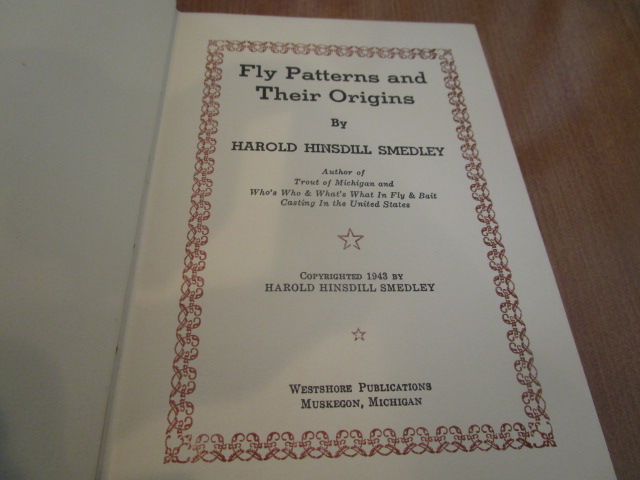 Fly Patterns and
Their Origins
By
HAROLD HINSDILL SMEDLEY
Author of
Trout of Michigan and
Who's Who & What's What In Fly & Bait
Casting In the United States
COPYRIGHTED 1943 BY
HAROLD HINSDILL SMEDLEY
WESTSHORE PUBLICATIONS
MUSKEGON, MICHIGAN